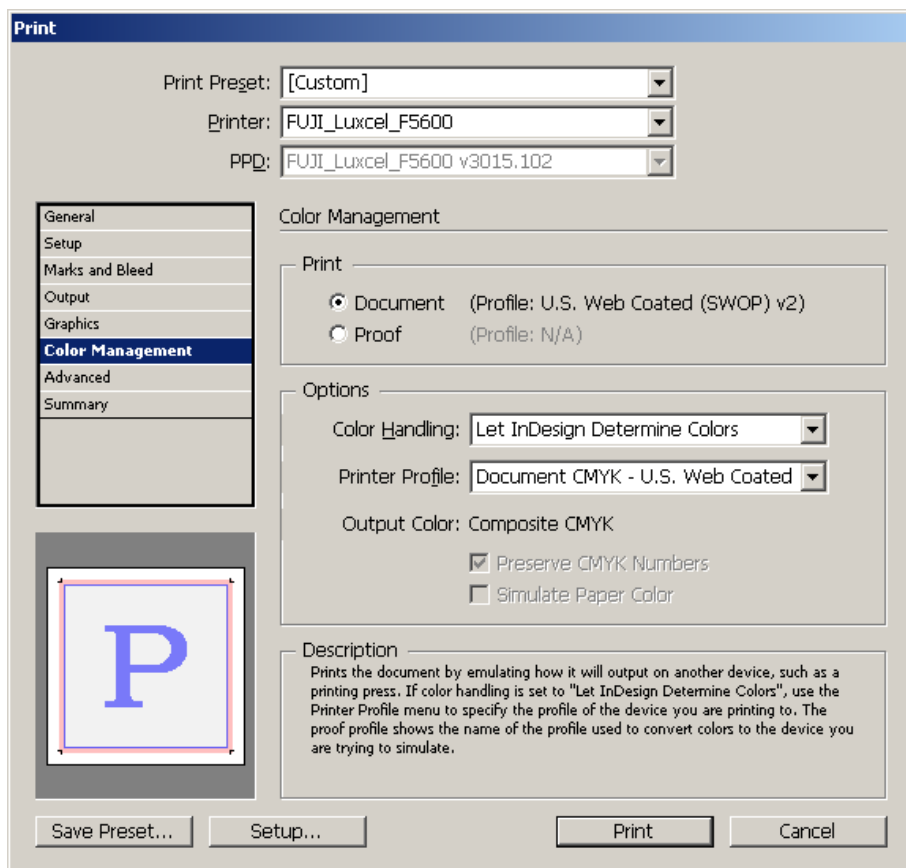 Print
Print Preset: [Custom]
Printer: FUJI_Luxcel_F5600
PPD: FUJI_Luxcel_F5600 v3015.102
General
Setup
Marks and Bleed
Output
Graphics
Color Management
Advanced
Summary
Color Management
Print
Document (Profile: U.S. Web Coated (SWOP) v2)
Proof (Profile: N/A)
Options
Color Handling: Let InDesign Determine Colors
Printer Profile: Document CMYK - U.S. Web Coated
Output Color: Composite CMYK
Preserve CMYK Numbers
Simulate Paper Color
P
Description
Prints the document by emulating how it will output on another device, such as a
printing press. If color handling is set to "Let InDesign Determine Colors", use the
Printer Profile menu to specify the profile of the device you are printing to. The
proof profile shows the name of the profile used to convert colors to the device you
are trying to simulate.
Save Preset... Setup... Print Cancel